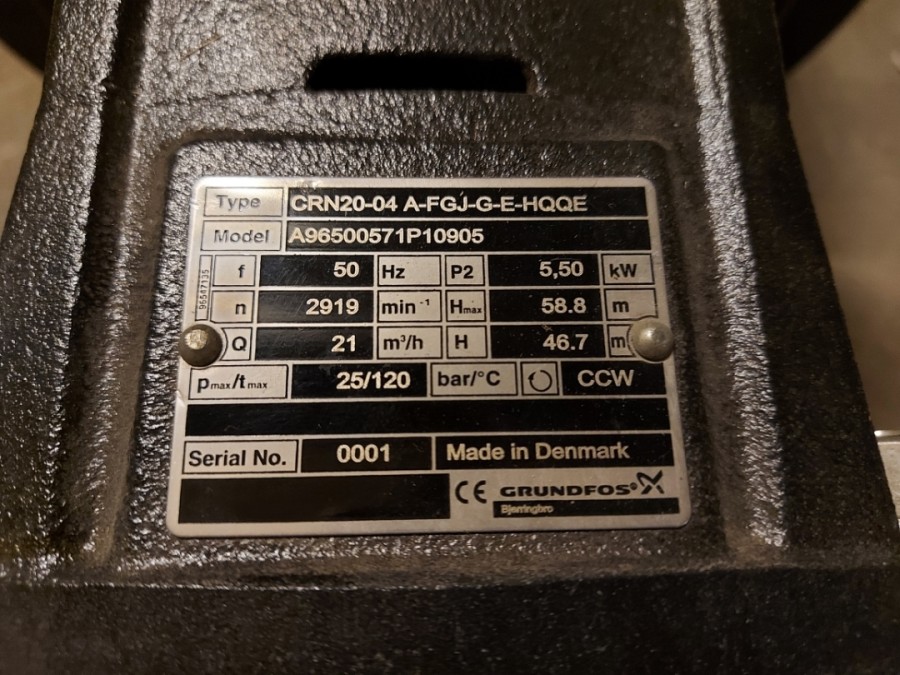 Type CRN20-04 A-FGJ-G-E-HQQE
Model A96500571P10905
f 50 Hz P2 5,50 kW
n 2919 min⁻¹ Hmax 58.8 m
Q 21 m³/h H 46.7 m
pmax/tmax 25/120 bar/°C CCW
Serial No. 0001 Made in Denmark
CE GRUNDFOS
Bjerringbro
96547135